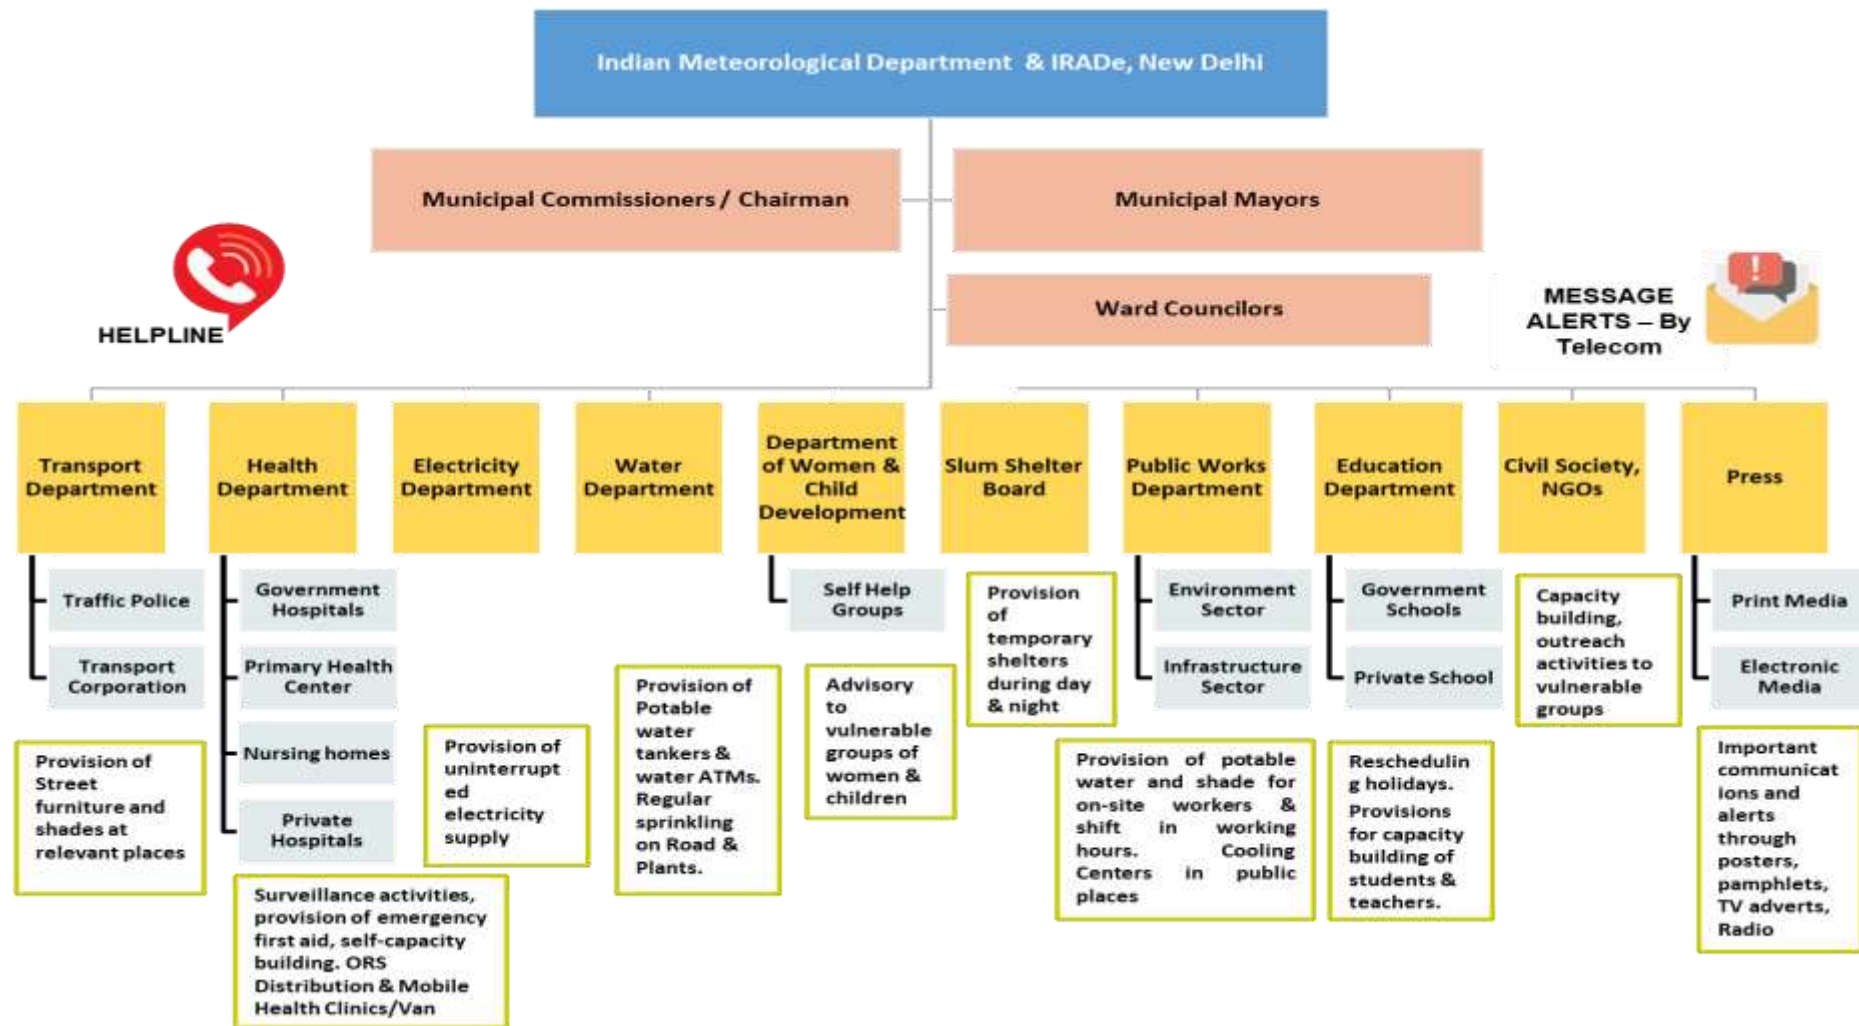 Indian Meteorological Department & IRADe, New Delhi
Municipal Commissioners / Chairman
Municipal Mayors
Ward Councilors
HELPLINE
MESSAGE
ALERTS – By
Telecom
Transport
Department
Health
Department
Electricity
Department
Water
Department
Department
of Women &
Child
Development
Slum Shelter
Board
Public Works
Department
Education
Department
Civil Society,
NGOs
Press
Traffic Police
Transport
Corporation
Provision of
Street
furniture and
shades at
relevant places
Government
Hospitals
Primary Health
Center
Nursing homes
Private
Hospitals
Surveillance activities,
provision of emergency
first aid, self-capacity
building. ORS
Distribution & Mobile
Health Clinics/Van
Provision of
uninterrupt
ed
electricity
supply
Provision of
Potable
water
tankers &
water ATMs.
Regular
sprinkling
on Road &
Plants.
Self Help
Groups
Advisory
to
vulnerable
groups of
women &
children
Provision
of
temporary
shelters
during day
& night
Environment
Sector
Infrastructure
Sector
Provision of potable
water and shade for
on-site workers &
shift in working
hours. Cooling
Centers in public
places
Government
Schools
Private School
Reschedulin
g holidays.
Provisions
for capacity
building of
students &
teachers.
Capacity
building,
outreach
activities to
vulnerable
groups
Print Media
Electronic
Media
Important
communicat
ions and
alerts
through
posters,
pamphlets,
TV adverts,
Radio